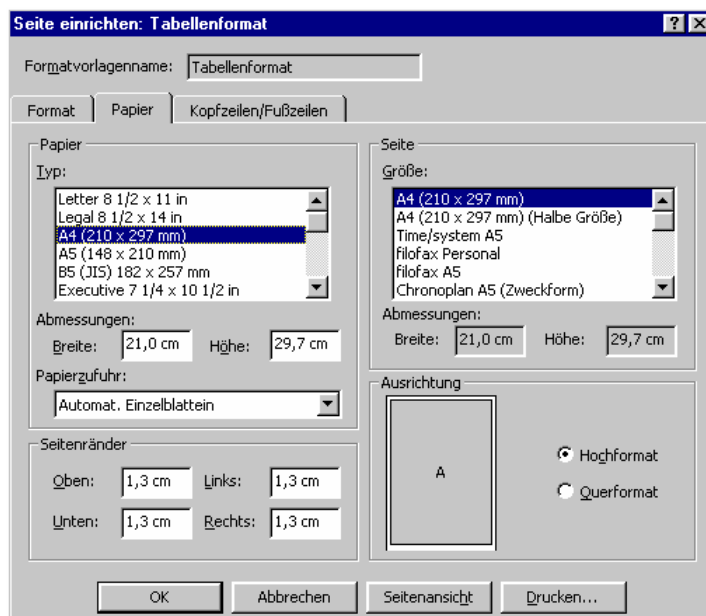 Seite einrichten: Tabellenformat
Formatvorlagenname: Tabellenformat
Format Papier Kopfzeilen/Fußzeilen
Papier
Typ:
Letter 8 1/2 x 11 in
Legal 8 1/2 x 14 in
A4 (210 x 297 mm)
A5 (148 x 210 mm)
B5 (JIS) 182 x 257 mm
Executive 7 1/4 x 10 1/2 in
Abmessungen:
Breite: 21,0 cm Höhe: 29,7 cm
Papierzufuhr:
Automat. Einzelblattein
Seitenränder
Oben: 1,3 cm Links: 1,3 cm
Unten: 1,3 cm Rechts: 1,3 cm
Seite
Größe:
A4 (210 x 297 mm)
A4 (210 x 297 mm) (Halbe Größe)
Time/system A5
filofax Personal
filofax A5
Chronoplan A5 (Zweckform)
Abmessungen:
Breite: 21,0 cm Höhe: 29,7 cm
Ausrichtung
A
Hochformat
Querformat
OK Abbrechen Seitenansicht Drucken...